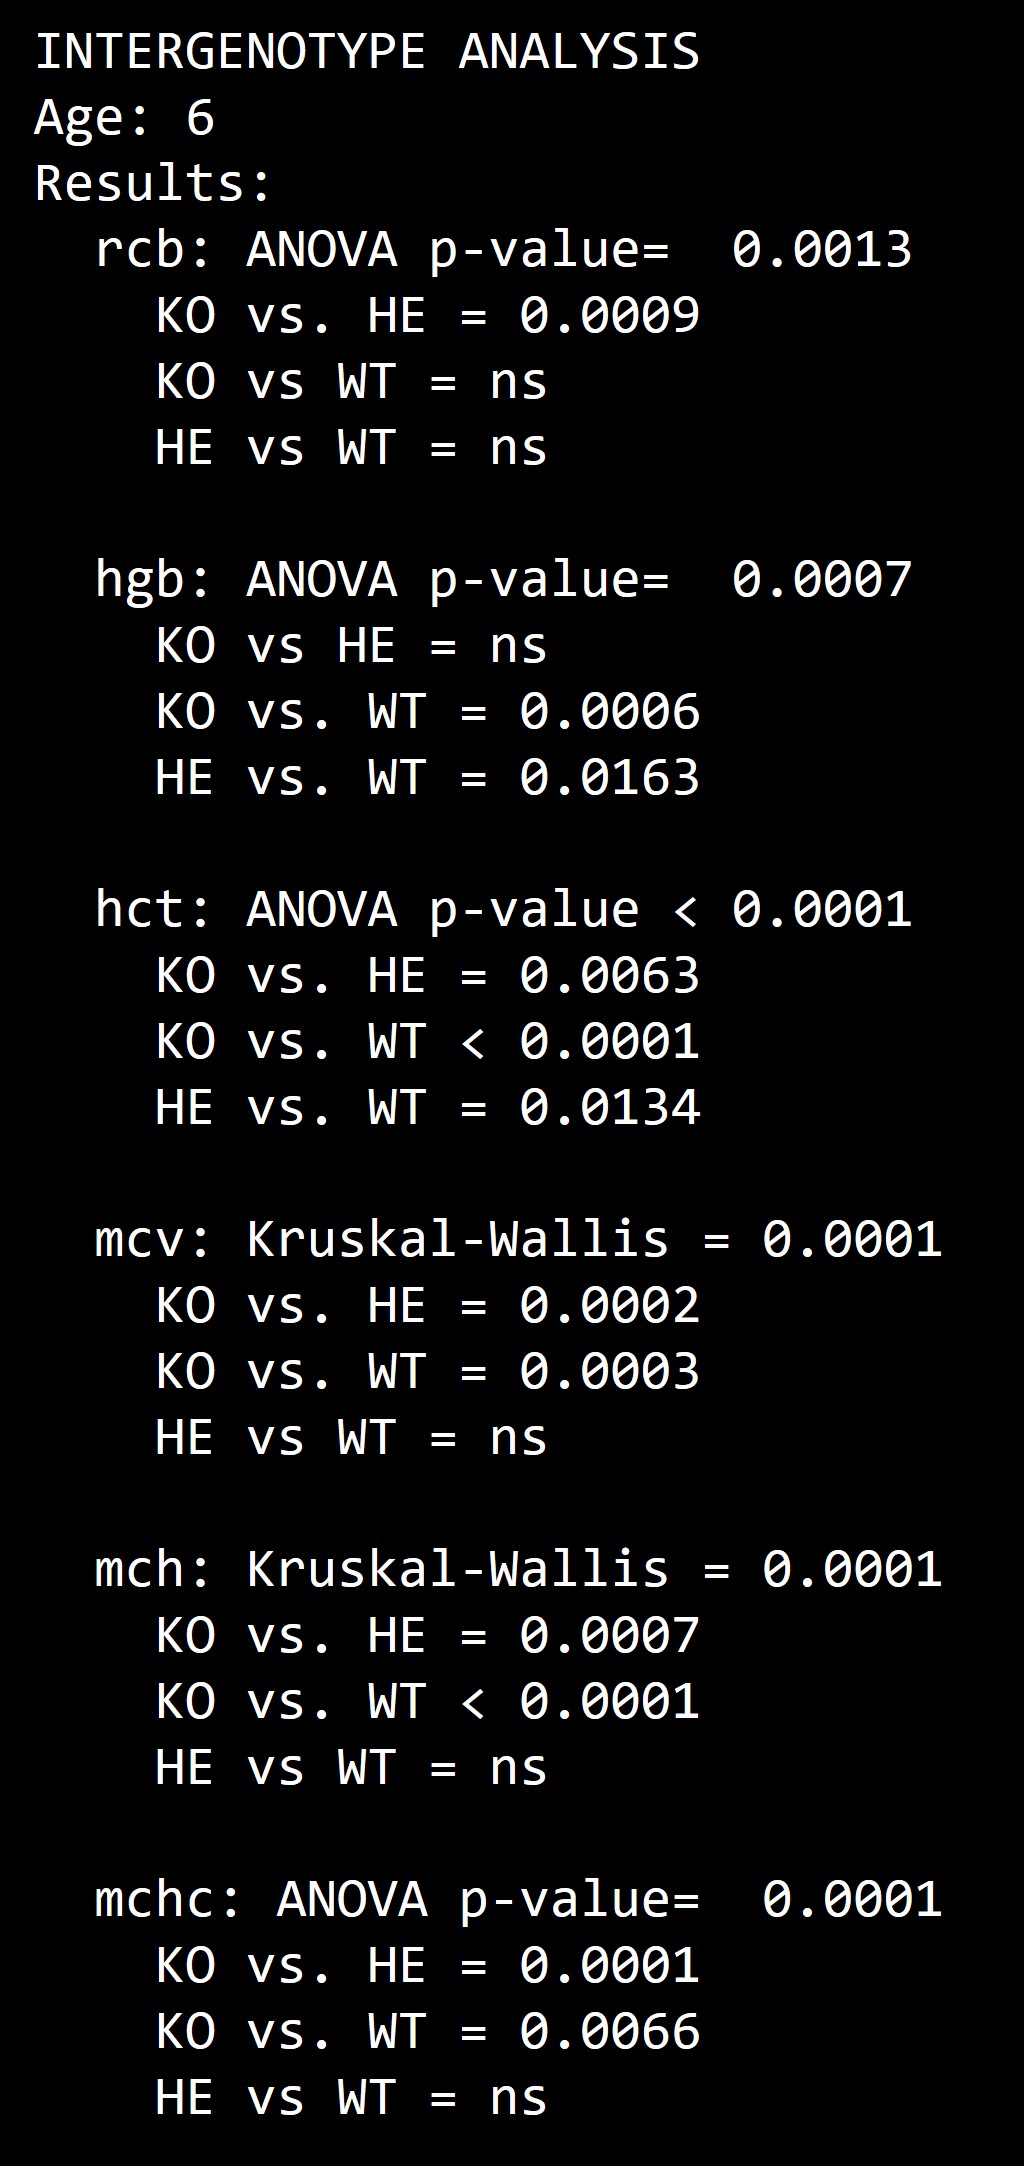 INTERGENOTYPE ANALYSIS
Age: 6
Results:
rcb: ANOVA p-value=  0.0013
KO vs. HE = 0.0009
KO vs WT = ns
HE vs WT = ns
hgb: ANOVA p-value=  0.0007
KO vs HE = ns
KO vs. WT = 0.0006
HE vs. WT = 0.0163
hct: ANOVA p-value < 0.0001
KO vs. HE = 0.0063
KO vs. WT < 0.0001
HE vs. WT = 0.0134
mcv: Kruskal-Wallis = 0.0001
KO vs. HE = 0.0002
KO vs. WT = 0.0003
HE vs WT = ns
mch: Kruskal-Wallis = 0.0001
KO vs. HE = 0.0007
KO vs. WT < 0.0001
HE vs WT = ns
mchc: ANOVA p-value=  0.0001
KO vs. HE = 0.0001
KO vs. WT = 0.0066
HE vs WT = ns